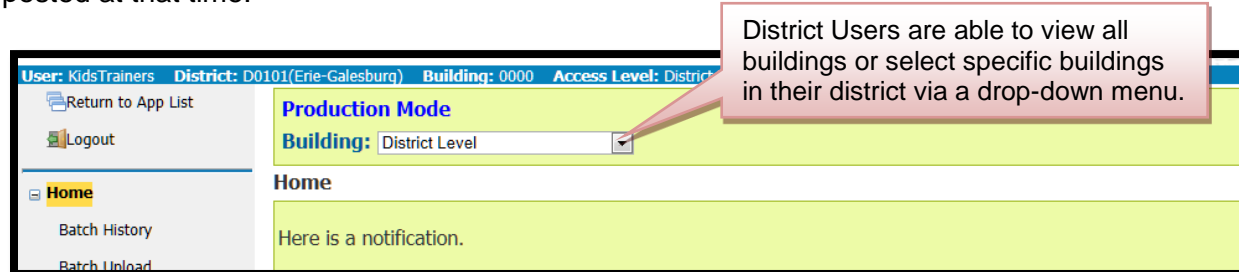 posted at that time.
District Users are able to view all
buildings or select specific buildings
in their district via a drop-down menu.
User: KidsTrainers District: D0101(Erie-Galesburg) Building: 0000 Access Level: District
Return to App List
Logout
Production Mode
Building: District Level
Home
Batch History
Batch Upload
Home
Here is a notification.